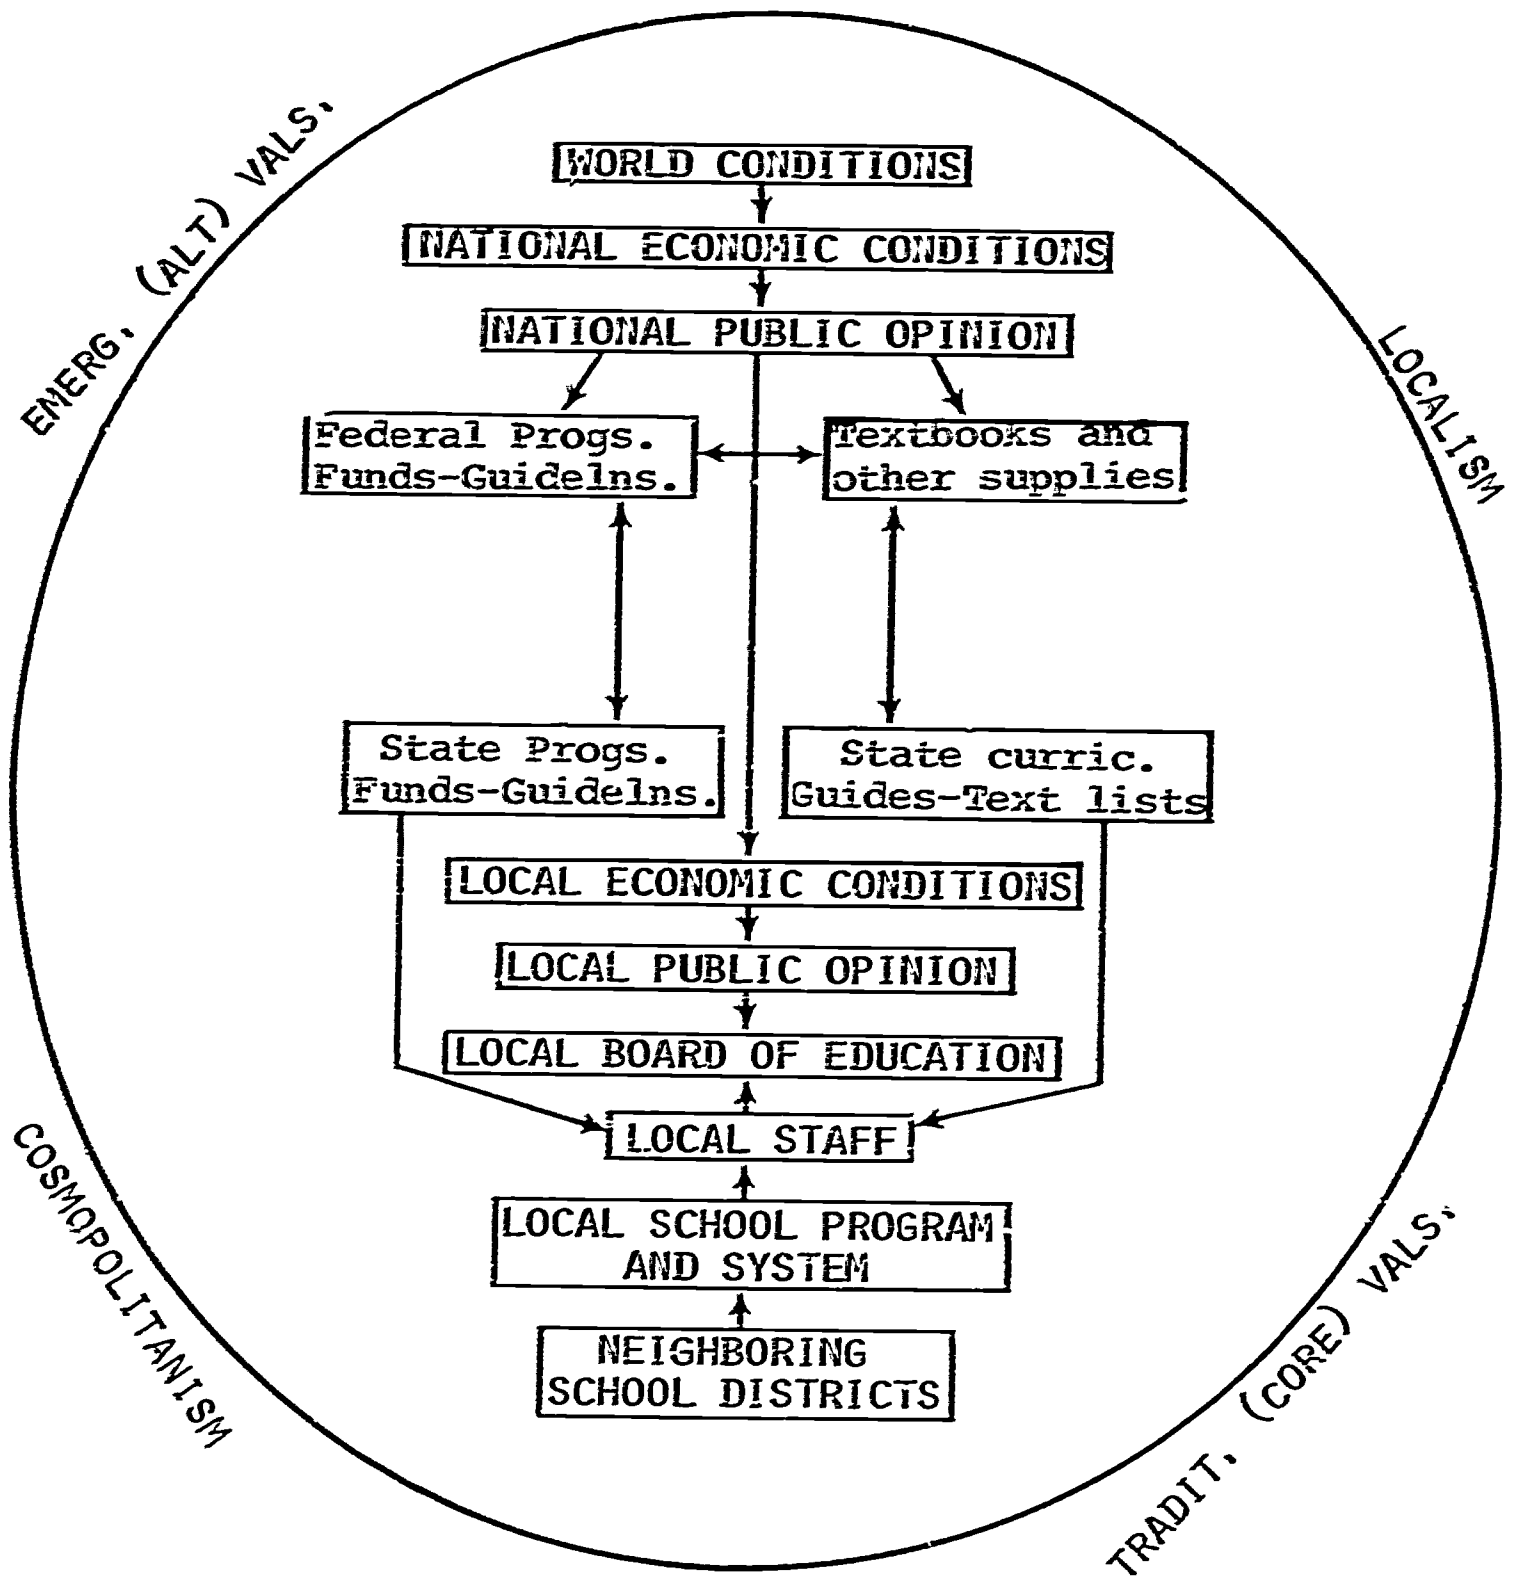 EMERG. (ALT) VALS.
WORLD CONDITIONS
NATIONAL ECONOMIC CONDITIONS
NATIONAL PUBLIC OPINION
LOCALISM
Federal Progs.
Funds-Guidelns.
Textbooks and
other supplies
State Progs.
Funds-Guidelns.
State curric.
Guides-Text lists
LOCAL ECONOMIC CONDITIONS
LOCAL PUBLIC OPINION
LOCAL BOARD OF EDUCATION
LOCAL STAFF
COSMOPOLITANISM
LOCAL SCHOOL PROGRAM
AND SYSTEM
NEIGHBORING
SCHOOL DISTRICTS
TRADIT. (CORE) VALS.